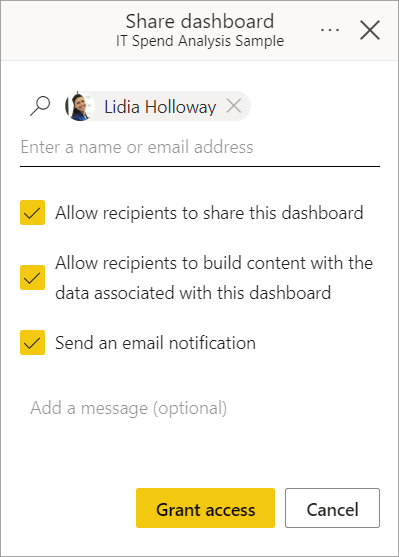 Share dashboard
IT Spend Analysis Sample
Lidia Holloway
Enter a name or email address
Allow recipients to share this dashboard
Allow recipients to build content with the
data associated with this dashboard
Send an email notification
Add a message (optional)
Grant access
Cancel